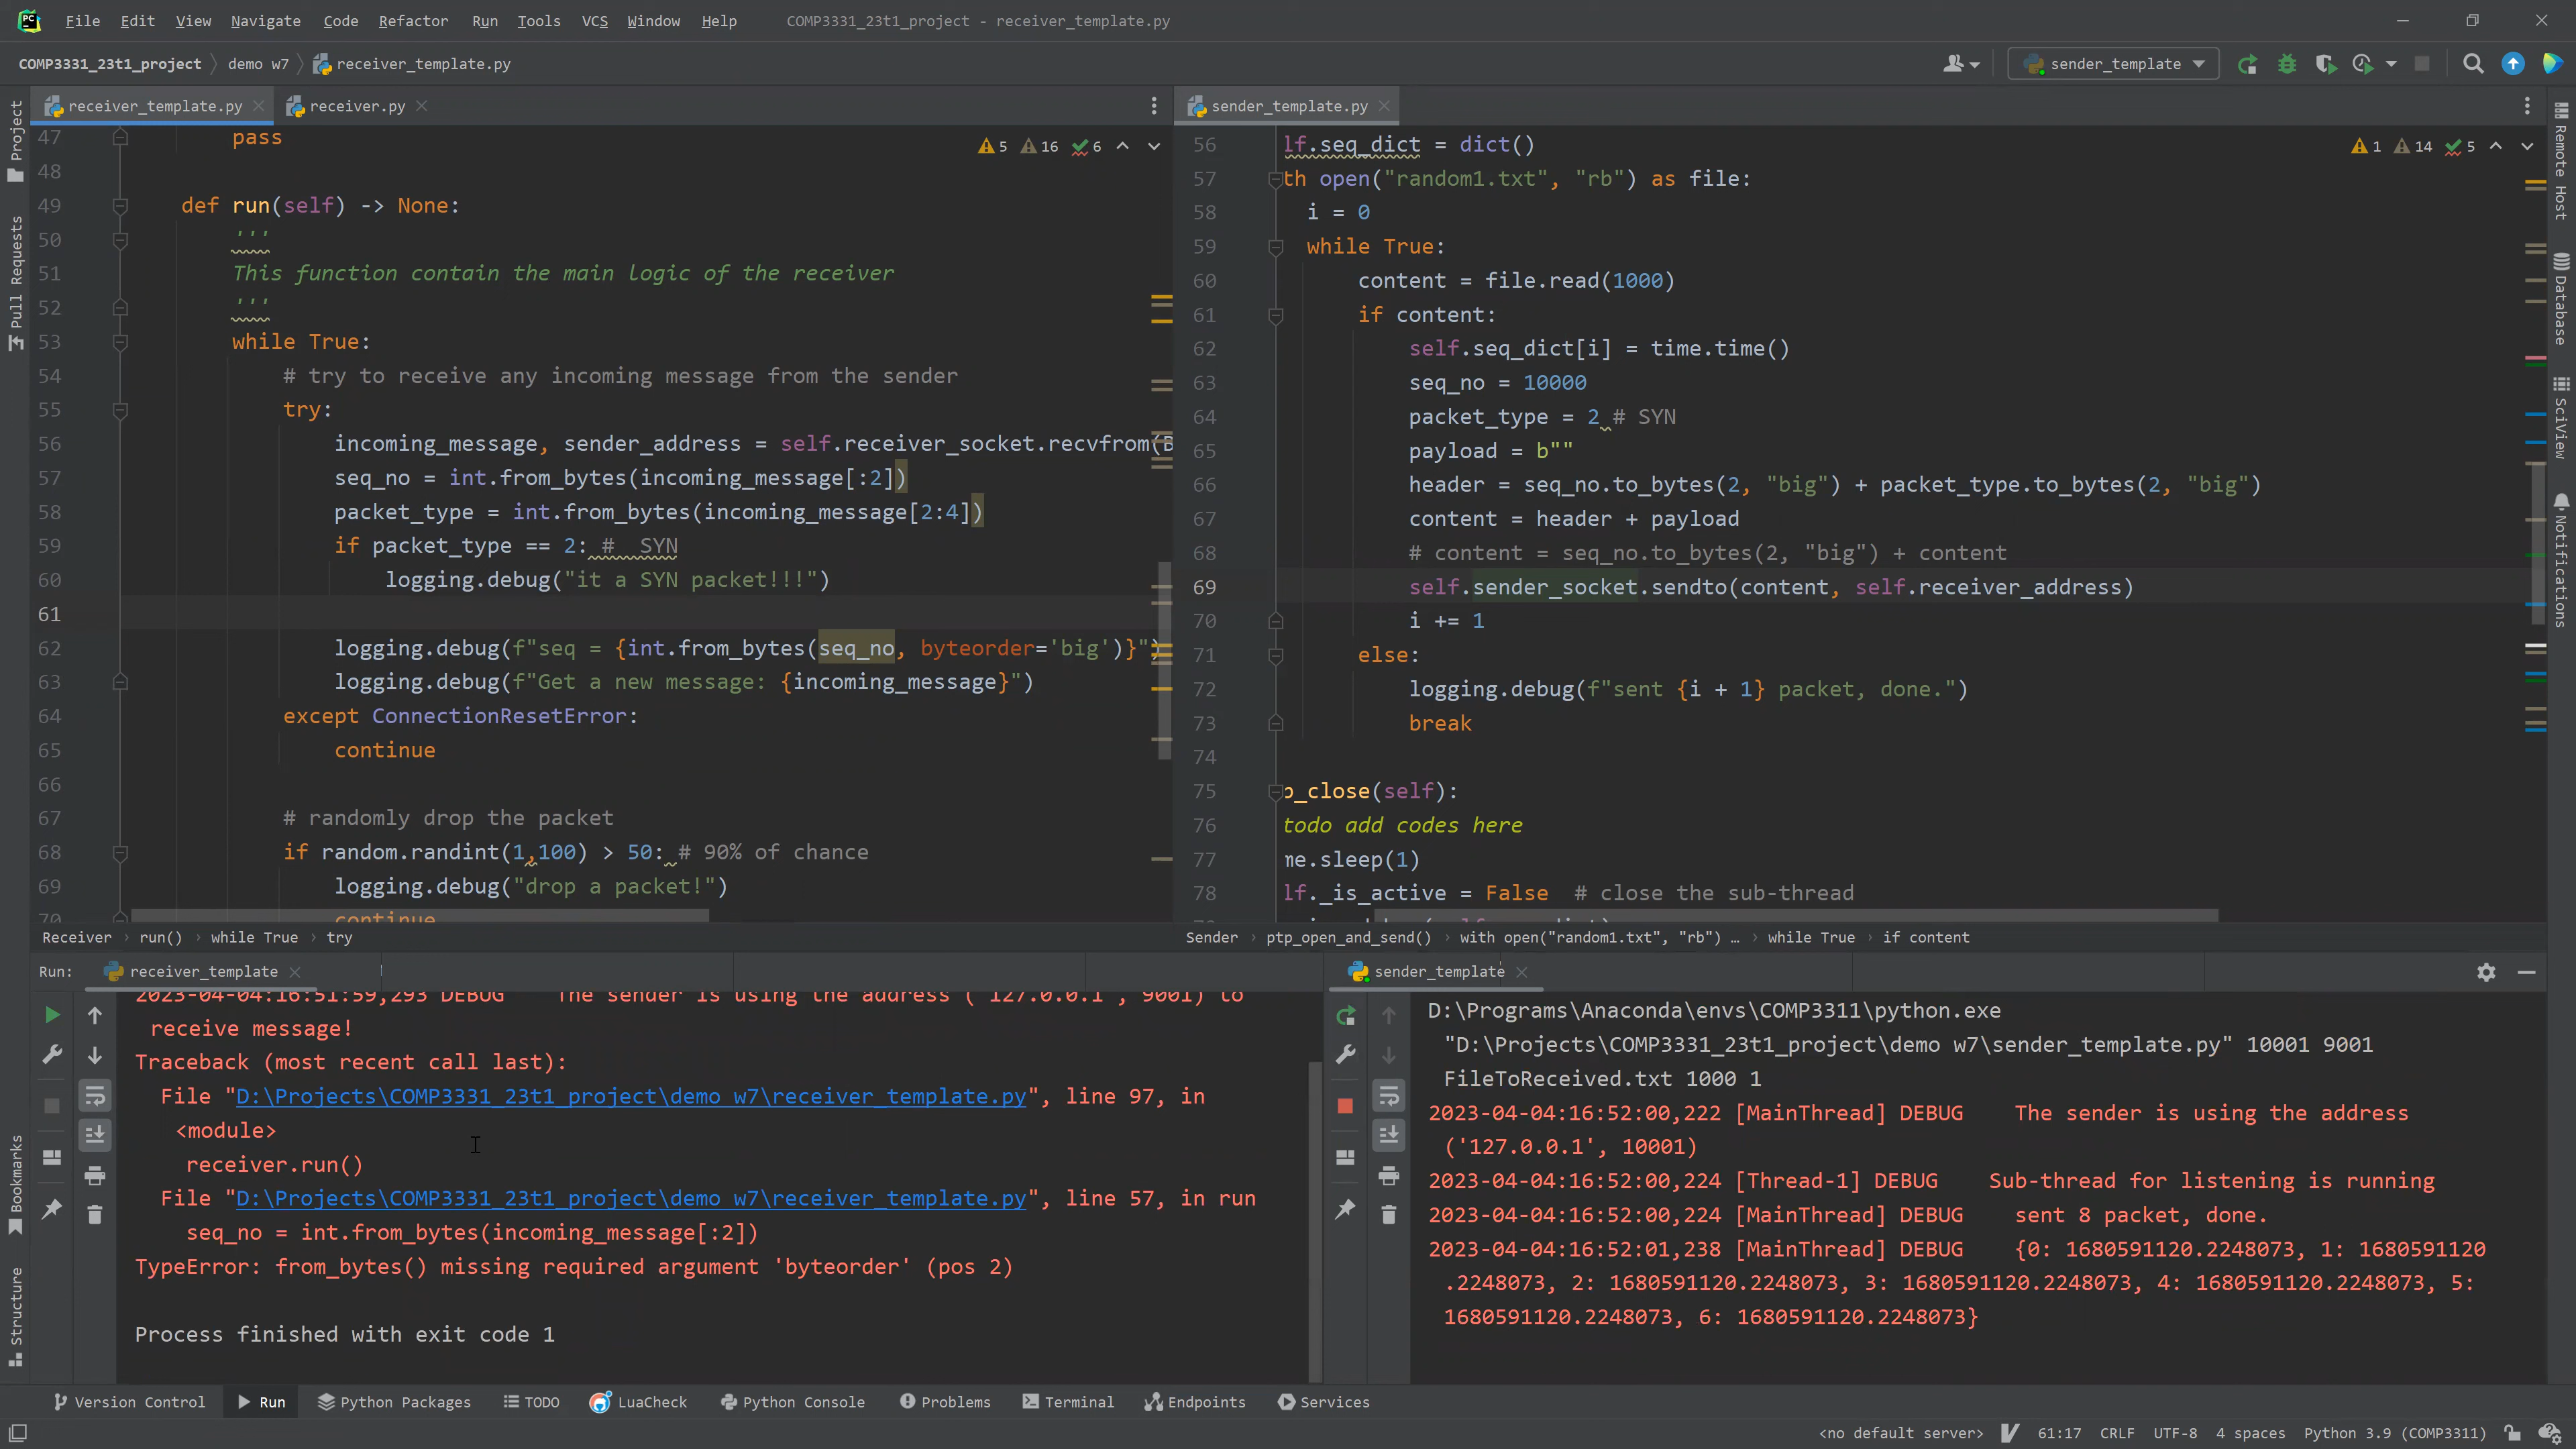 PC File Edit View Navigate Code Refactor Run Tools VCS Window Help COMP3331_23t1_project - receiver_template.py
COMP3331_23t1_project demo w7 receiver_template.py sender_template
receiver_template.py receiver.py
47 pass
5 16 6
48
49 def run(self) -> None:
50 '''
51 This function contain the main logic of the receiver
52 '''
53 while True:
54 # try to receive any incoming message from the sender
55 try:
56 incoming_message, sender_address = self.receiver_socket.recvfrom(B
57 seq_no = int.from_bytes(incoming_message[:2])
58 packet_type = int.from_bytes(incoming_message[2:4])
59 if packet_type == 2: #  SYN
60 logging.debug("it a SYN packet!!!")
61
62 logging.debug(f"seq = {int.from_bytes(seq_no, byteorder='big')}")
63 logging.debug(f"Get a new message: {incoming_message}")
64 except ConnectionResetError:
65 continue
66
67 # randomly drop the packet
68 if random.randint(1,100) > 50: # 90% of chance
69 logging.debug("drop a packet!")
70 continue
Receiver run() while True try
sender_template.py
56 lf.seq_dict = dict()
1 14 5
57 th open("random1.txt", "rb") as file:
58 i = 0
59 while True:
60 content = file.read(1000)
61 if content:
62 self.seq_dict[i] = time.time()
63 seq_no = 10000
64 packet_type = 2 # SYN
65 payload = b""
66 header = seq_no.to_bytes(2, "big") + packet_type.to_bytes(2, "big")
67 content = header + payload
68 # content = seq_no.to_bytes(2, "big") + content
69 self.sender_socket.sendto(content, self.receiver_address)
70 i += 1
71 else:
72 logging.debug(f"sent {i + 1} packet, done.")
73 break
74
75 p_close(self):
76 todo add codes here
77 me.sleep(1)
78 lf._is_active = False  # close the sub-thread
Sender ptp_open_and_send() with open("random1.txt", "rb") … while True if content
Run: receiver_template
2023-04-04:16:51:59,293 DEBUG    The sender is using the address ('127.0.0.1', 9001) to
receive message!
Traceback (most recent call last):
File "D:\Projects\COMP3331_23t1_project\demo w7\receiver_template.py", line 97, in
<module>
receiver.run()
File "D:\Projects\COMP3331_23t1_project\demo w7\receiver_template.py", line 57, in run
seq_no = int.from_bytes(incoming_message[:2])
TypeError: from_bytes() missing required argument 'byteorder' (pos 2)
Process finished with exit code 1
sender_template
D:\Programs\Anaconda\envs\COMP3311\python.exe
"D:\Projects\COMP3331_23t1_project\demo w7\sender_template.py" 10001 9001
FileToReceived.txt 1000 1
2023-04-04:16:52:00,222 [MainThread] DEBUG    The sender is using the address
('127.0.0.1', 10001)
2023-04-04:16:52:00,224 [Thread-1] DEBUG    Sub-thread for listening is running
2023-04-04:16:52:00,224 [MainThread] DEBUG    sent 8 packet, done.
2023-04-04:16:52:01,238 [MainThread] DEBUG    {0: 1680591120.2248073, 1: 1680591120
.2248073, 2: 1680591120.2248073, 3: 1680591120.2248073, 4: 1680591120.2248073, 5:
1680591120.2248073, 6: 1680591120.2248073}
Project
Pull Requests
Bookmarks
Structure
Remote Host
Database
SciView
Notifications
Version Control Run Python Packages TODO LuaCheck Python Console Problems Terminal Endpoints Services
<no default server> 61:17 CRLF UTF-8 4 spaces Python 3.9 (COMP3311)